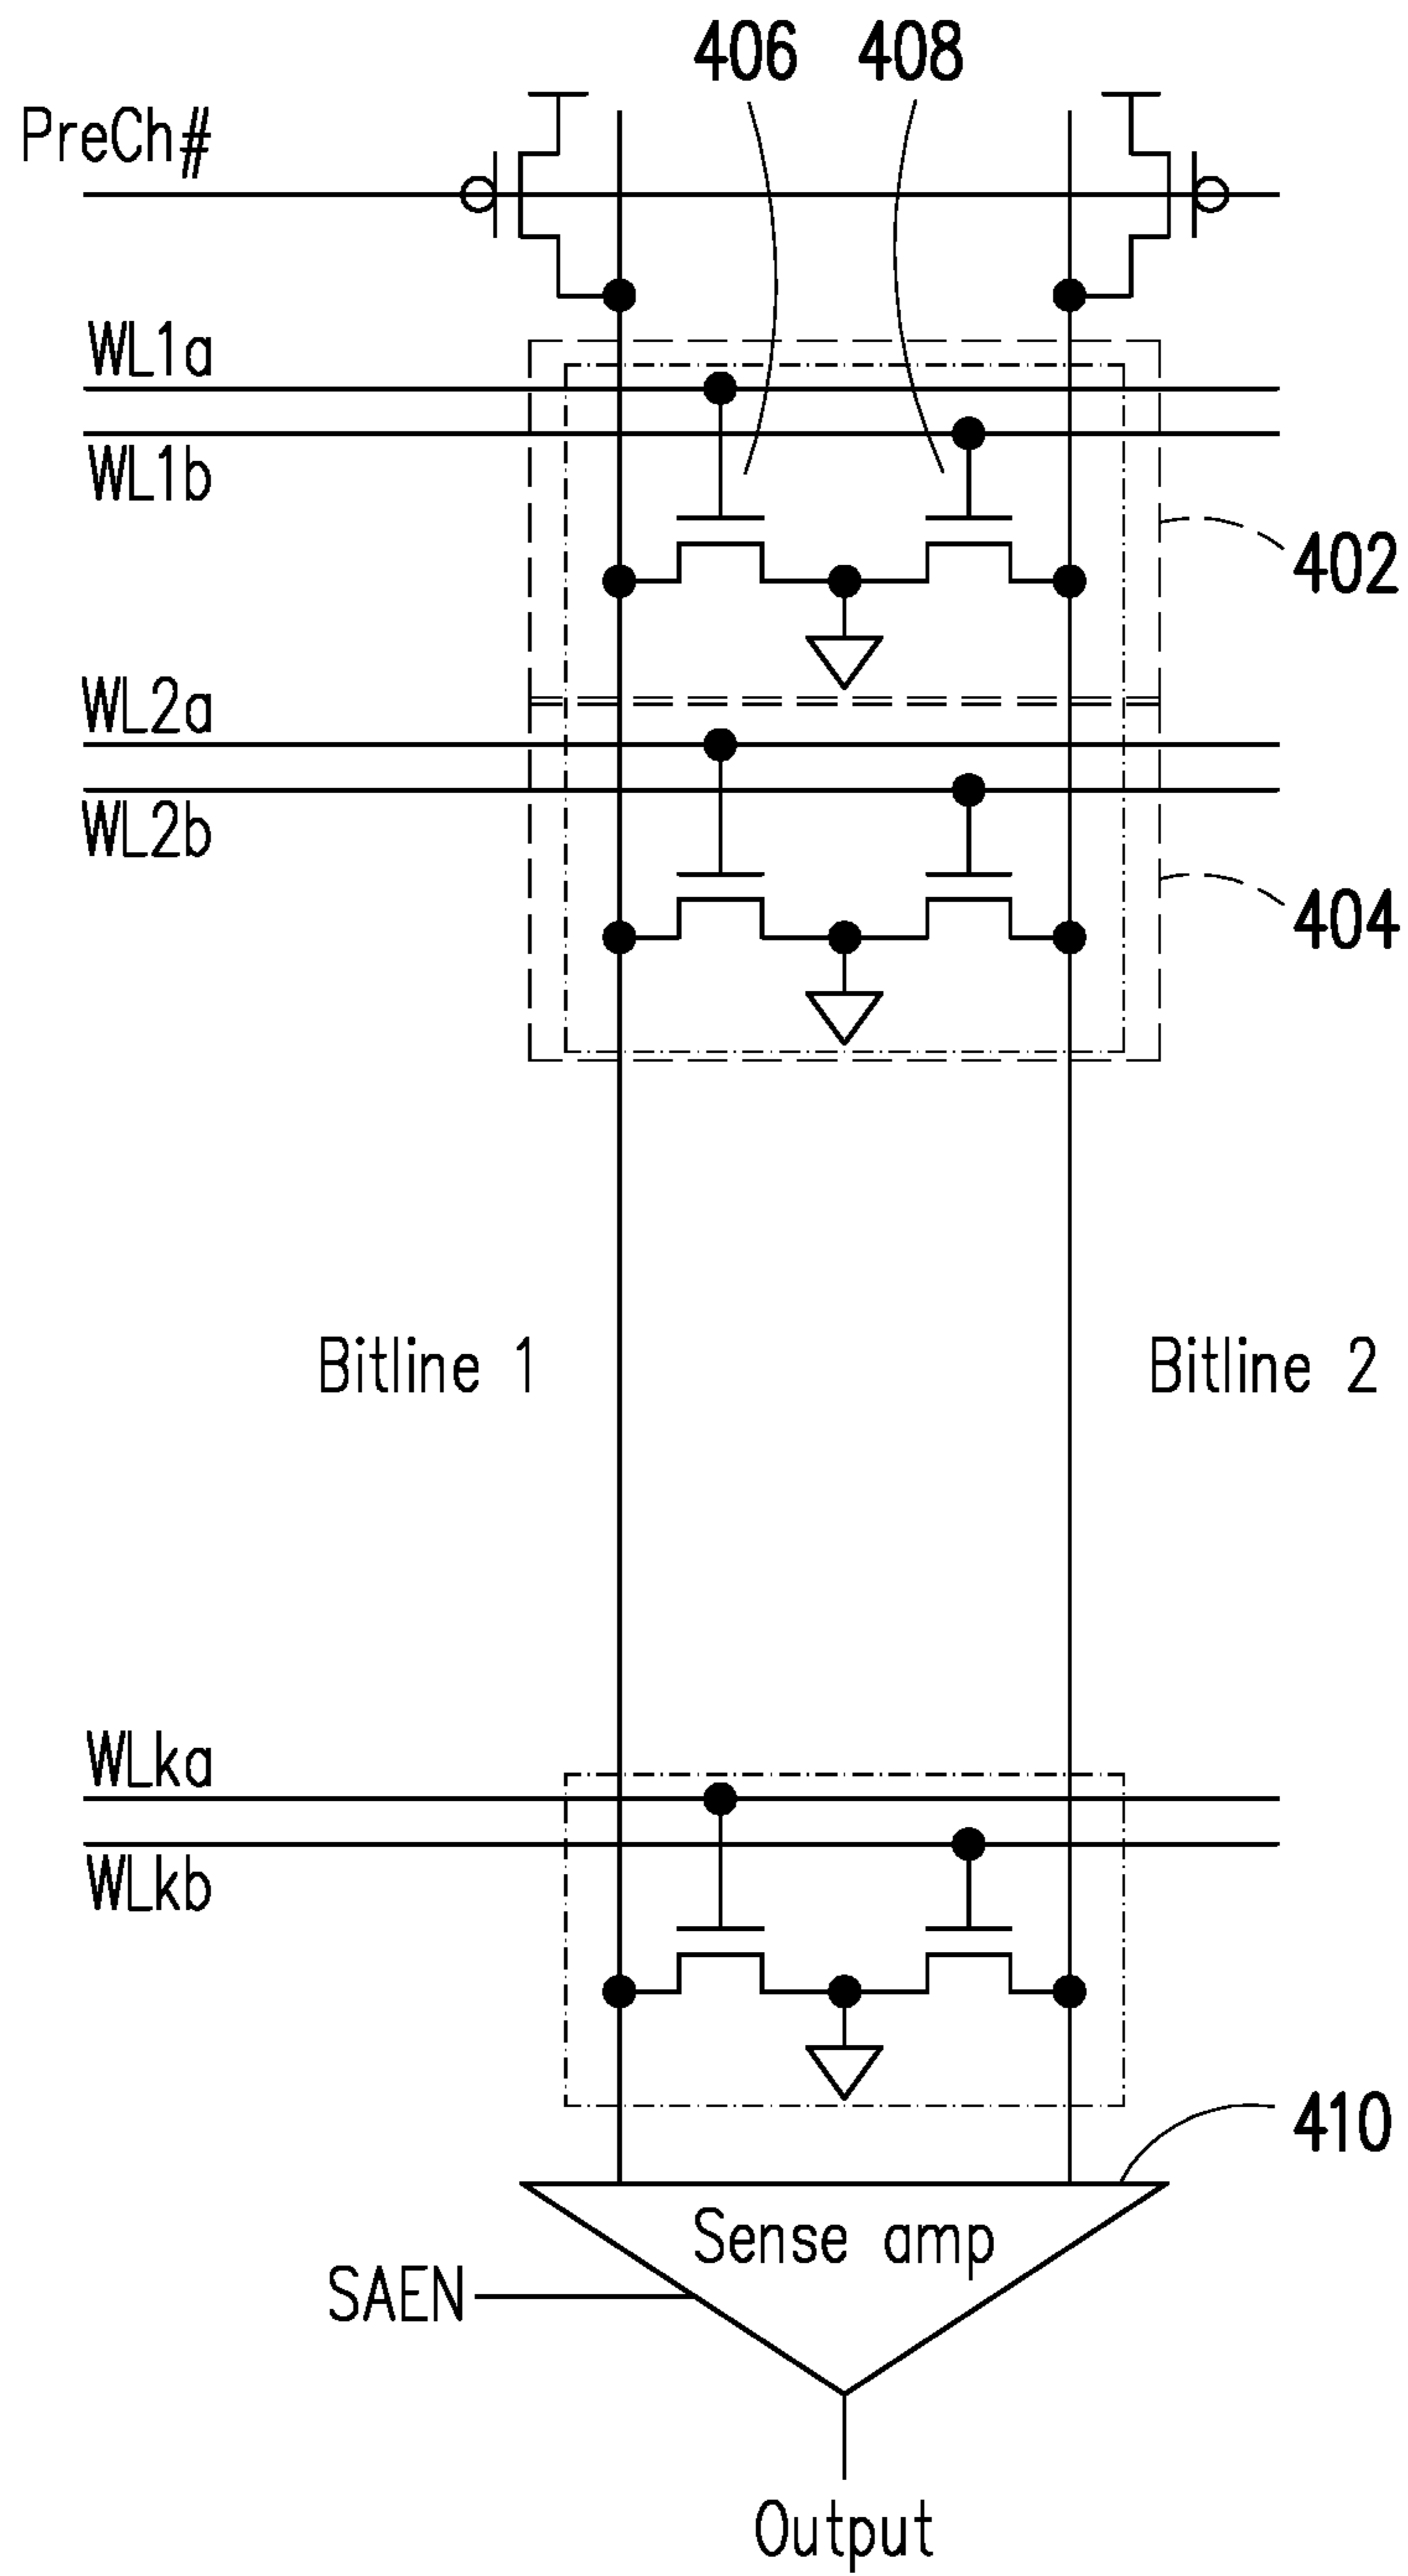 406 408
PreCh#
WL1a
WL1b
402
WL2a
WL2b
404
Bitline 1 Bitline 2
WLka
WLkb
410
Sense amp
SAEN
Output